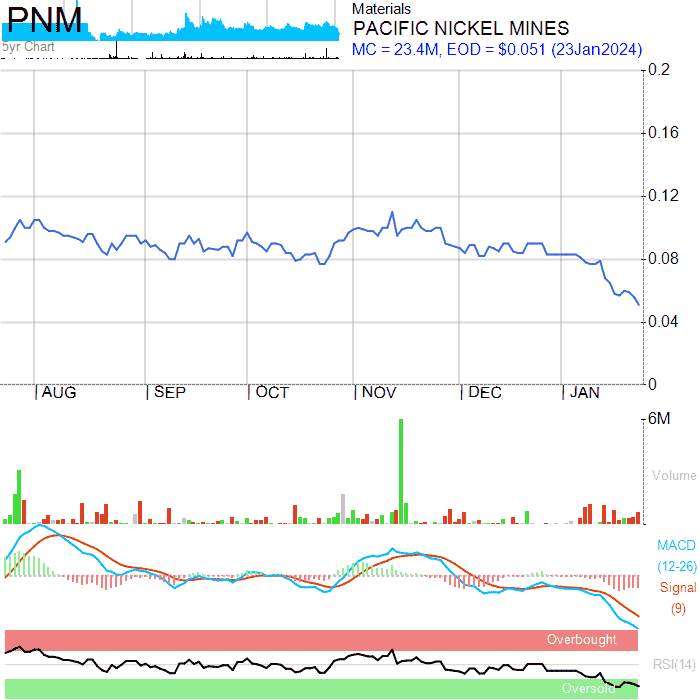 PNM
5yr Chart
Materials
PACIFIC NICKEL MINES
MC = 23.4M, EOD = $0.051 (23Jan2024)
0.2
0.16
0.12
0.08
0.04
0
AUG SEP OCT NOV DEC JAN
6M
Volume
MACD
(12-26)
Signal
(9)
Overbought
RSI(14)
Oversold